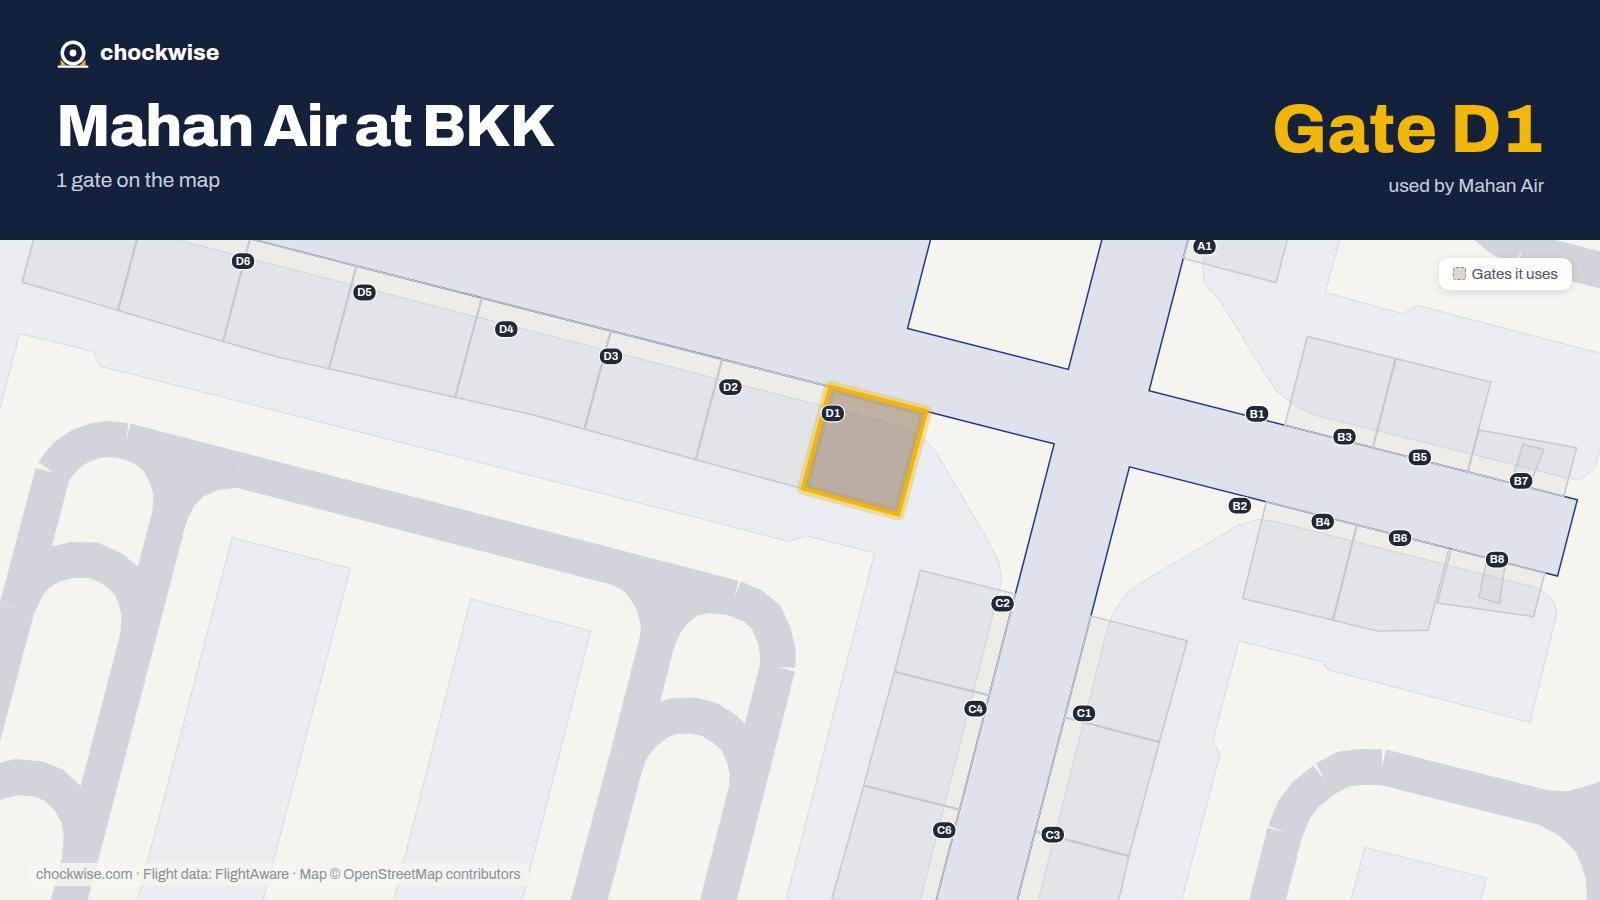 chockwise
Mahan Air at BKK
1 gate on the map
Gate D1
used by Mahan Air
A1
D6
Gates it uses
D5
D4
D3
D2
D1
B1
B3
B5
B7
B2
B4
B6
B8
C2
C4
C1
C6
C3
chockwise.com · Flight data: FlightAware · Map © OpenStreetMap contributors